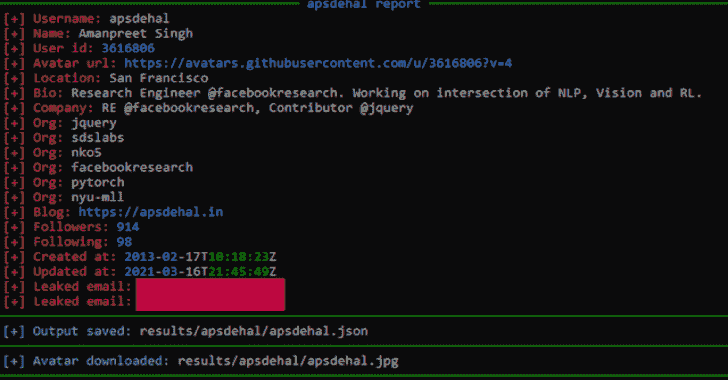 apsdehal report
[+] Username: apsdehal
[+] Name: Amanpreet Singh
[+] User id: 3616806
[+] Avatar url: https://avatars.githubusercontent.com/u/3616806?v=4
[+] Location: San Francisco
[+] Bio: Research Engineer @facebookresearch. Working on intersection of NLP, Vision and RL.
[+] Company: RE @facebookresearch, Contributor @jquery
[+] Org: jquery
[+] Org: sdslabs
[+] Org: nko5
[+] Org: facebookresearch
[+] Org: pytorch
[+] Org: nyu-mll
[+] Blog: https://apsdehal.in
[+] Followers: 914
[+] Following: 98
[+] Created at: 2013-02-17T10:18:23Z
[+] Updated at: 2021-03-16T21:45:49Z
[+] Leaked email:
[+] Leaked email:
[+] Output saved: results/apsdehal/apsdehal.json
[+] Avatar downloaded: results/apsdehal/apsdehal.jpg